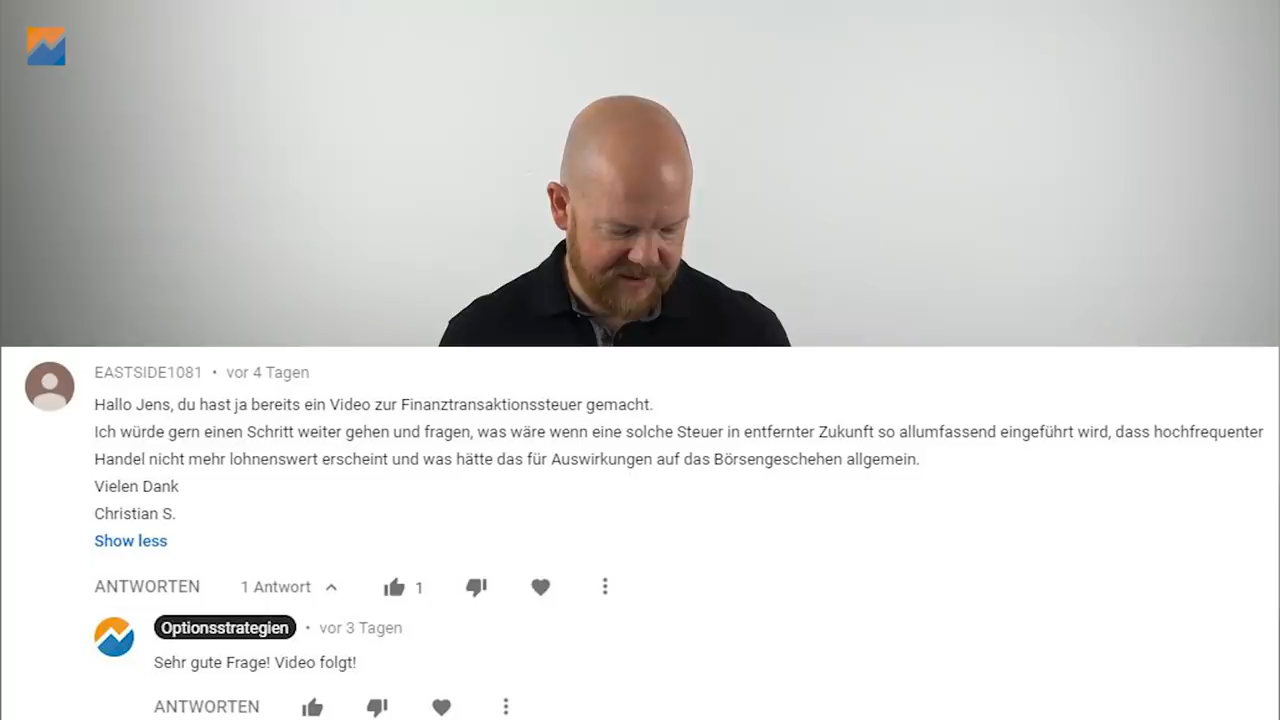 EASTSIDE1081 • vor 4 Tagen
Hallo Jens, du hast ja bereits ein Video zur Finanztransaktionssteuer gemacht.
Ich würde gern einen Schritt weiter gehen und fragen, was wäre wenn eine solche Steuer in entfernter Zukunft so allumfassend eingeführt wird, dass hochfrequenter
Handel nicht mehr lohnenswert erscheint und was hätte das für Auswirkungen auf das Börsengeschehen allgemein.
Vielen Dank
Christian S.
Show less
ANTWORTEN 1 Antwort 1
Optionsstrategien • vor 3 Tagen
Sehr gute Frage! Video folgt!
ANTWORTEN